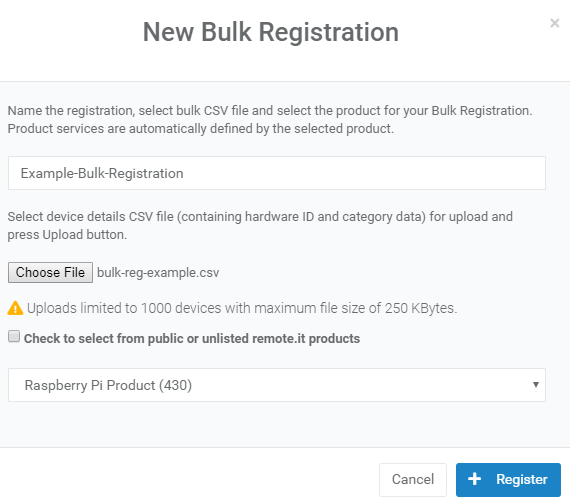 New Bulk Registration
×
Name the registration, select bulk CSV file and select the product for your Bulk Registration.
Product services are automatically defined by the selected product.
Example-Bulk-Registration
Select device details CSV file (containing hardware ID and category data) for upload and
press Upload button.
Choose File bulk-reg-example.csv
Uploads limited to 1000 devices with maximum file size of 250 KBytes.
Check to select from public or unlisted remote.it products
Raspberry Pi Product (430)
Cancel
+ Register